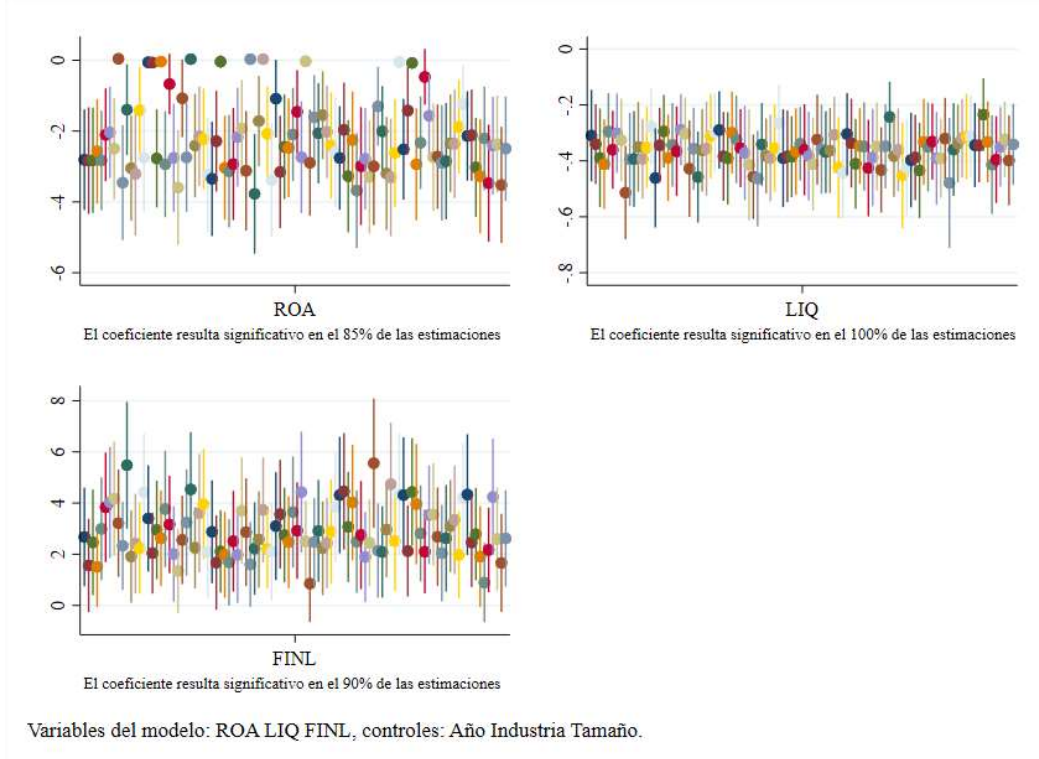 0
-2
-4
-6
ROA
El coeficiente resulta significativo en el 85% de las estimaciones
0
-.2
-.4
-.6
-.8
LIQ
El coeficiente resulta significativo en el 100% de las estimaciones
8
6
4
2
0
FINL
El coeficiente resulta significativo en el 90% de las estimaciones
Variables del modelo: ROA LIQ FINL, controles: Año Industria Tamaño.